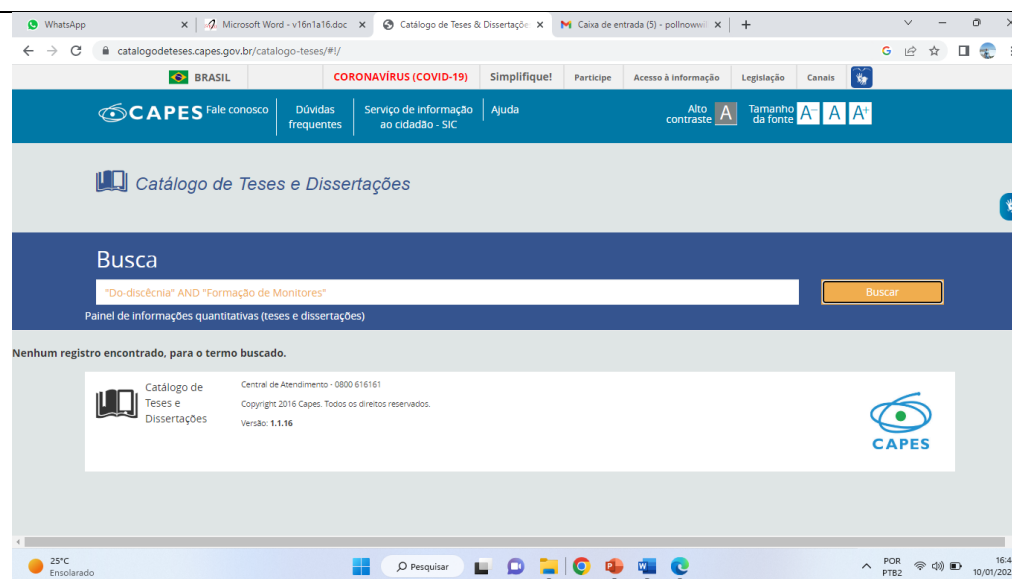 WhatsApp
Microsoft Word - v16n1a16.doc
Catálogo de Teses & Dissertaçõe
Caixa de entrada (5) - pollnowwil
catalogodeteses.capes.gov.br/catalogo-teses/#!/
BRASIL
CORONAVÍRUS (COVID-19)
Simplifique!
Participe
Acesso à informação
Legislação
Canais
CAPES
Fale conosco
Dúvidas
frequentes
Serviço de informação
ao cidadão - SIC
Ajuda
Alto
contraste
A
Tamanho
da fonte
A- A A+
Catálogo de Teses e Dissertações
Busca
"Do-discêcnia" AND "Formação de Monitores"
Buscar
Painel de informações quantitativas (teses e dissertações)
Nenhum registro encontrado, para o termo buscado.
Catálogo de
Teses e
Dissertações
Central de Atendimento - 0800 616161
Copyright 2016 Capes. Todos os direitos reservados.
Versão: 1.1.16
CAPES
25°C
Ensolarado
Pesquisar
POR
PTB2
16:4
10/01/202